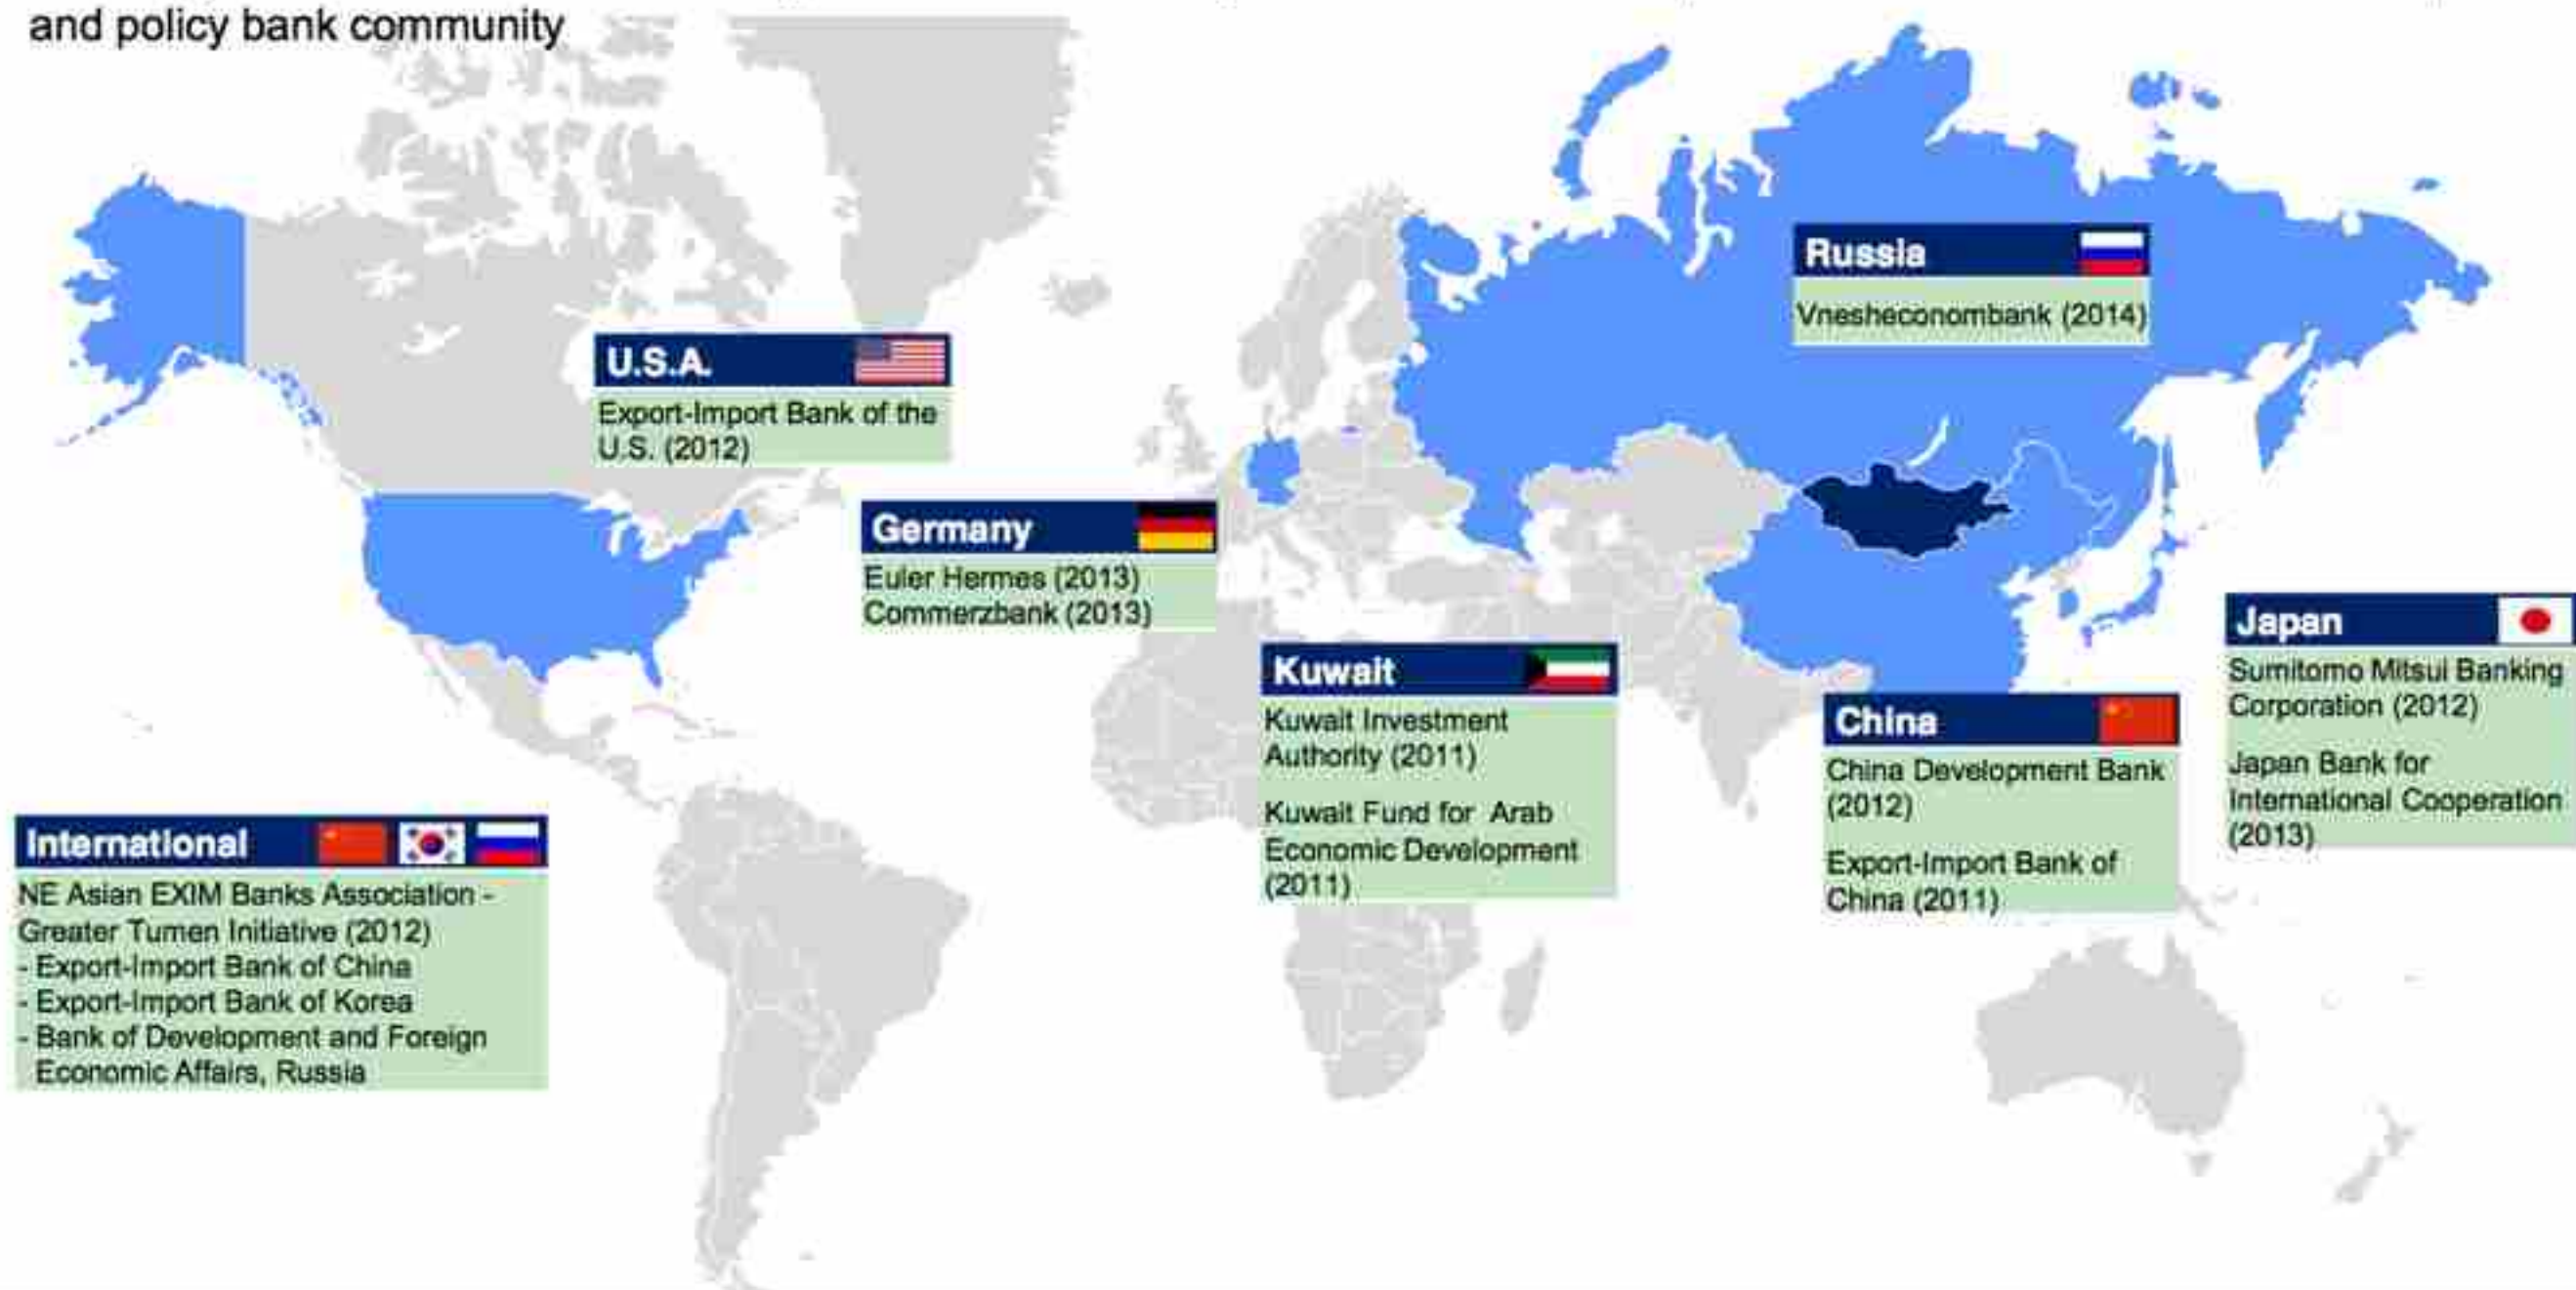 and policy bank community
U.S.A.
Export-Import Bank of the
U.S. (2012)
Germany
Euler Hermes (2013)
Commerzbank (2013)
Russia
Vnesheconombank (2014)
Kuwait
Kuwait Investment
Authority (2011)
Kuwait Fund for Arab
Economic Development
(2011)
China
China Development Bank
(2012)
Export-Import Bank of
China (2011)
Japan
Sumitomo Mitsui Banking
Corporation (2012)
Japan Bank for
International Cooperation
(2013)
International
NE Asian EXIM Banks Association -
Greater Tumen Initiative (2012)
- Export-Import Bank of China
- Export-Import Bank of Korea
- Bank of Development and Foreign
Economic Affairs, Russia